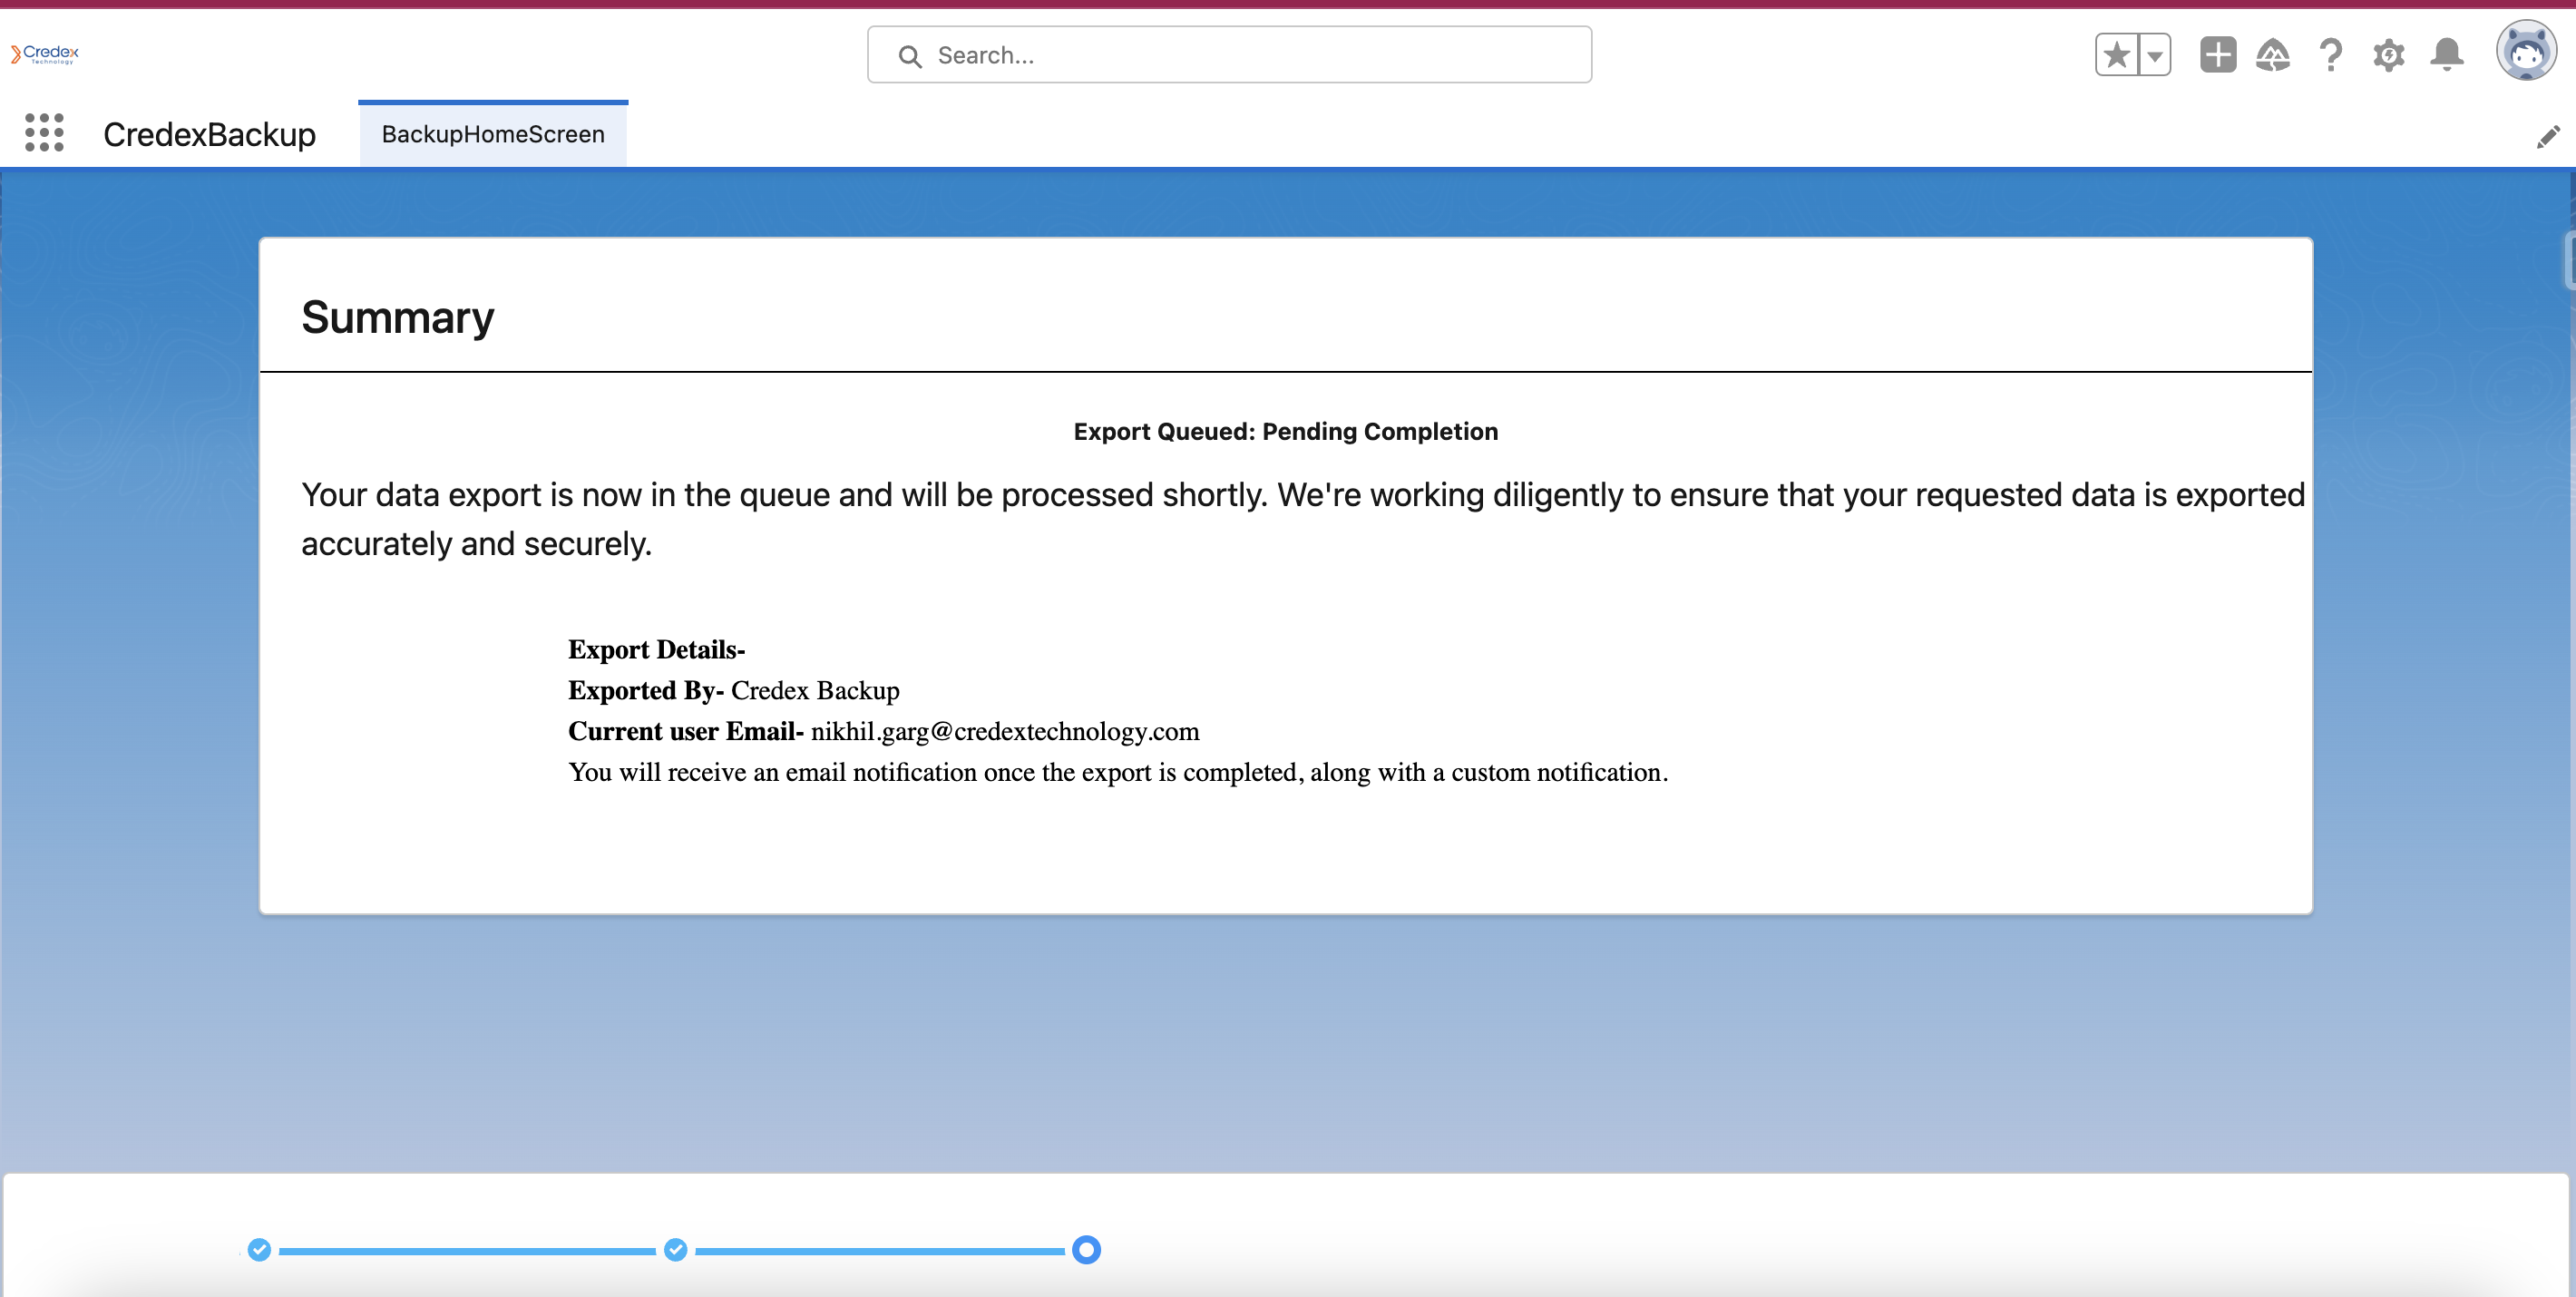 Credex
Technology
Search...
CredexBackup
BackupHomeScreen
Summary
Export Queued: Pending Completion
Your data export is now in the queue and will be processed shortly. We're working diligently to ensure that your requested data is exported
accurately and securely.
Export Details-
Exported By- Credex Backup
Current user Email- nikhil.garg@credextechnology.com
You will receive an email notification once the export is completed, along with a custom notification.